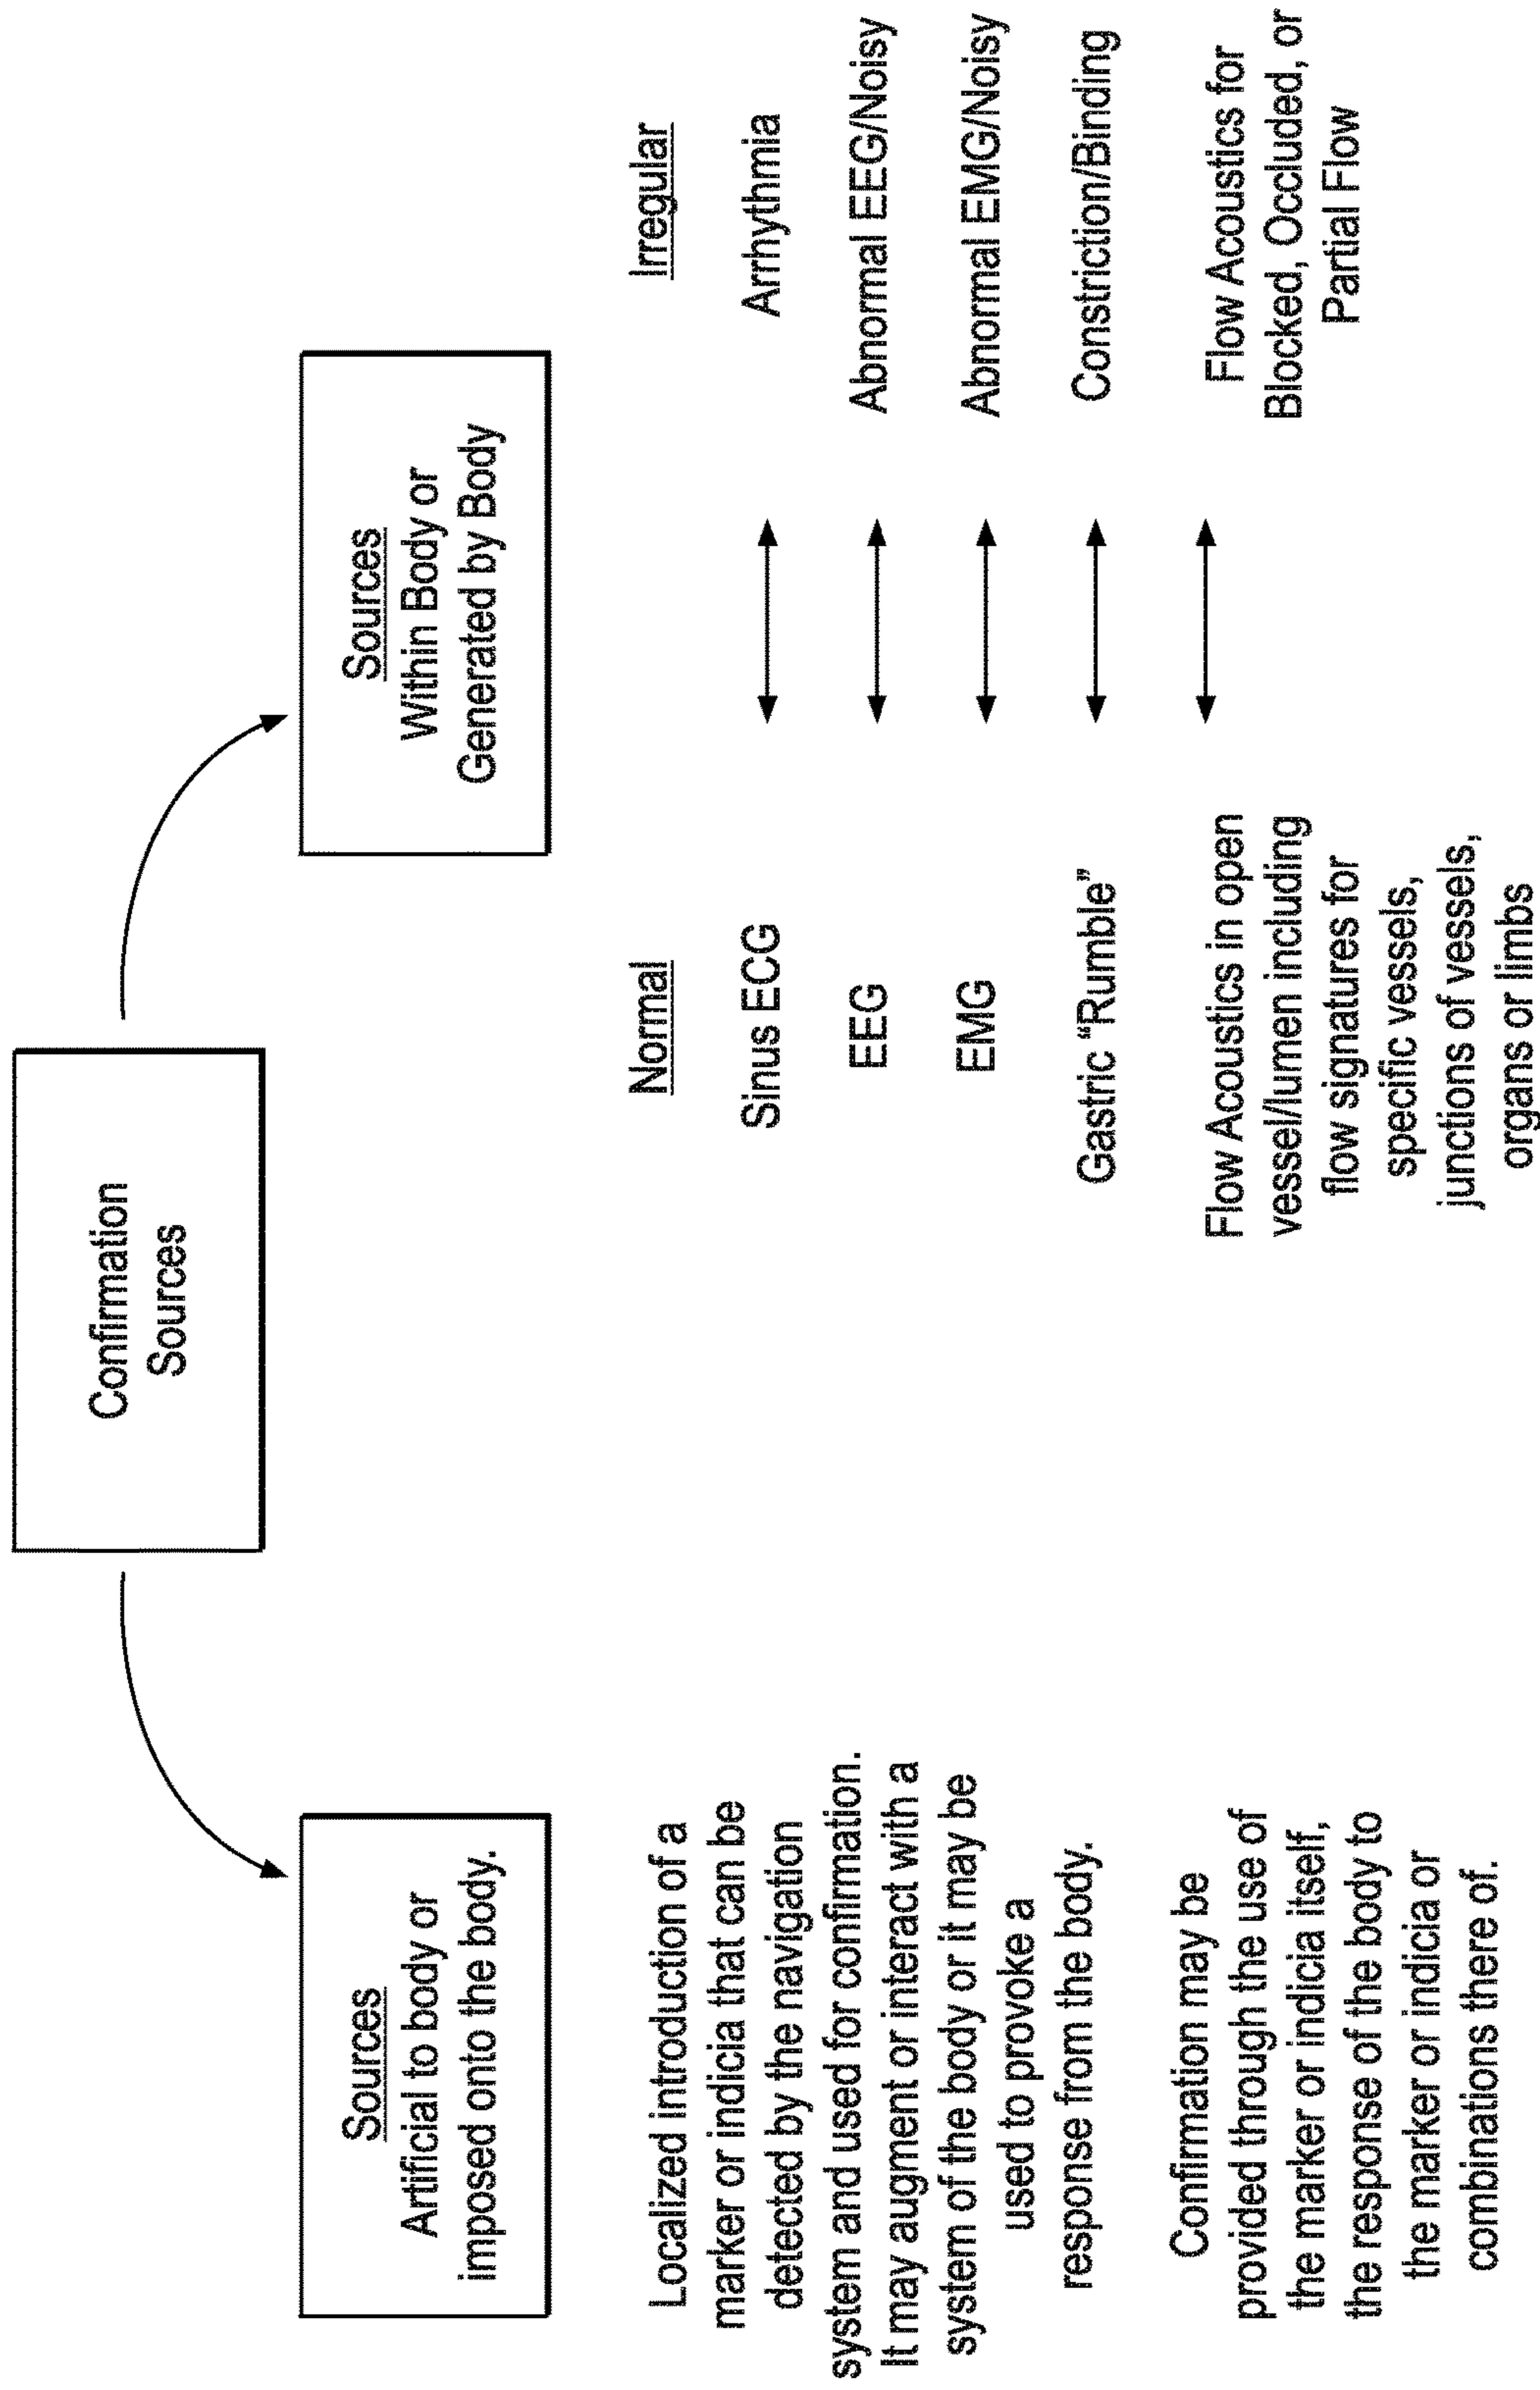 Confirmation
Sources
Sources
Artificial to body or
imposed onto the body.
Localized introduction of a
marker or indicia that can be
detected by the navigation
system and used for confirmation.
It may augment or interact with a
system of the body or it may be
used to provoke a
response from the body.
Confirmation may be
provided through the use of
the marker or indicia itself,
the response of the body to
the marker or indicia or
combinations there of.
Sources
Within Body or
Generated by Body
Normal
Irregular
Sinus ECG
Arrhythmia
EEG
Abnormal EEG/Noisy
EMG
Abnormal EMG/Noisy
Gastric “Rumble”
Constriction/Binding
Flow Acoustics in open
vessel/lumen including
flow signatures for
specific vessels,
junctions of vessels,
organs or limbs
Flow Acoustics for
Blocked, Occluded, or
Partial Flow